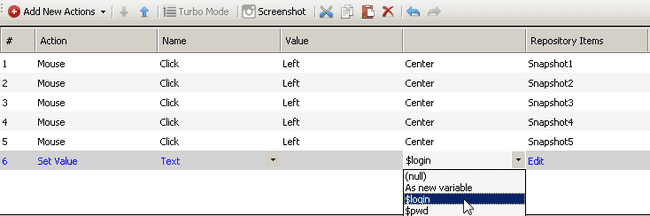 Add New Actions Turbo Mode Screenshot
# Action Name Value Repository Items
1 Mouse Click Left Center Snapshot1
2 Mouse Click Left Center Snapshot2
3 Mouse Click Left Center Snapshot3
4 Mouse Click Left Center Snapshot4
5 Mouse Click Left Center Snapshot5
6 Set Value Text $login Edit
(null)
As new variable
$login
$pwd